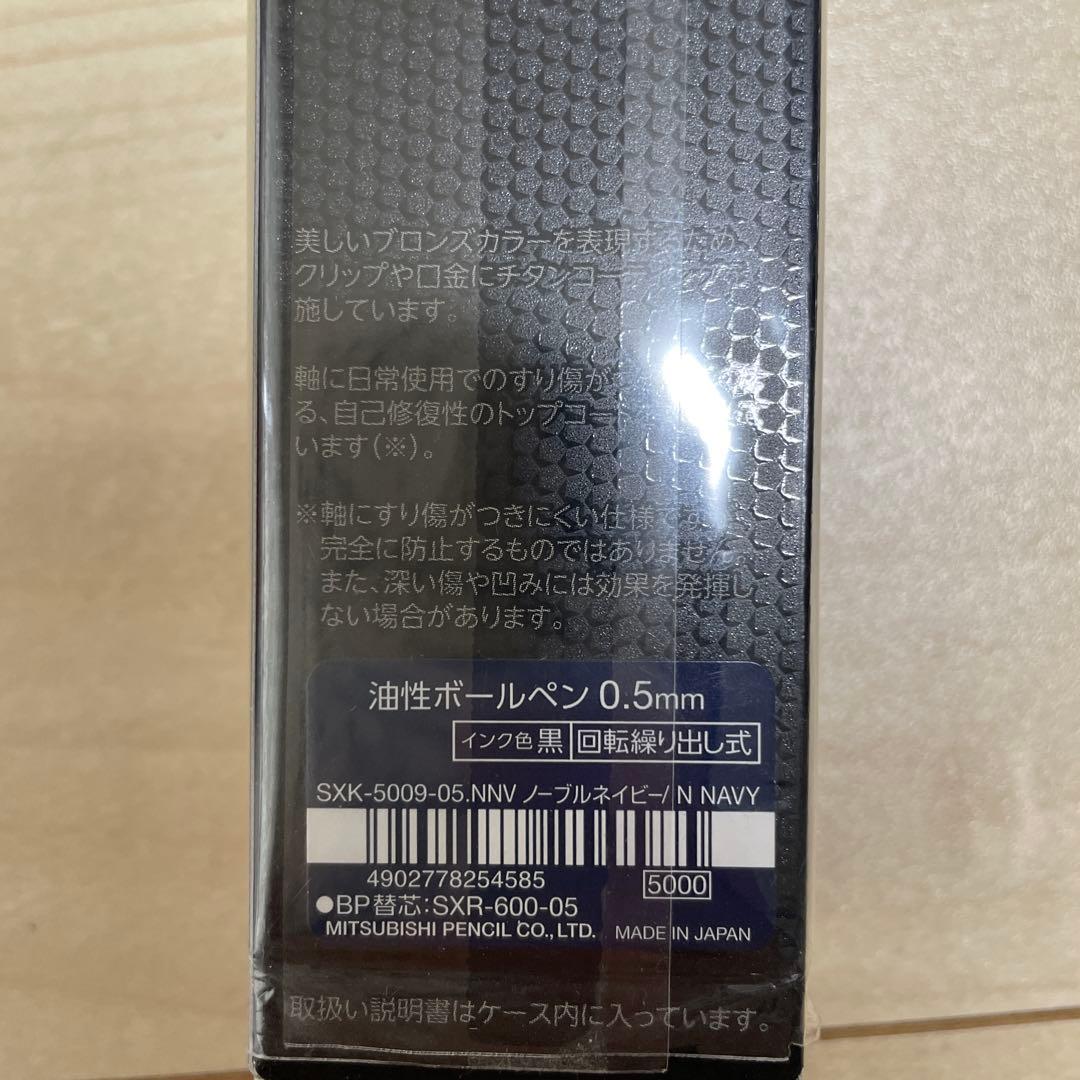 美しいブロンズカラーを表現するため
クリップや口金にチタンコーティングを
施しています。
軸に日常使用でのすり傷が
る、自己修復性のトップコー
います(※)。
※軸にすり傷がつきにくい仕様です
完全に防止するものではありません。
また、深い傷や凹みには効果を発揮し
ない場合があります。
油性ボールペン 0.5mm
インク色 黒 回転繰り出し式
SXK-5009-05.NNV ノーブルネイビー/ N NAVY
4902778254585 5000
●BP替芯:SXR-600-05
MITSUBISHI PENCIL CO., LTD. MADE IN JAPAN
取扱い説明書はケース内に入っています。